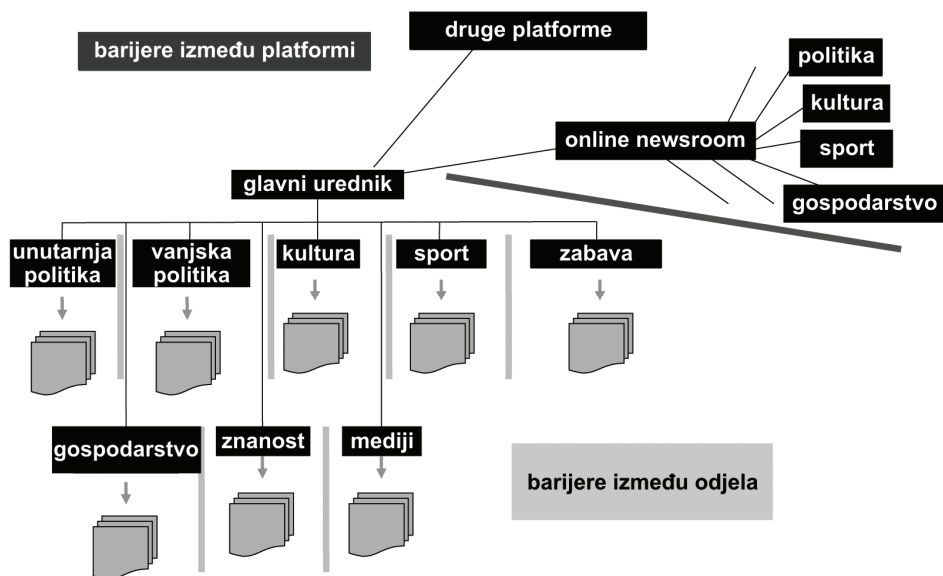 barijere između platformi
druge platforme
politika
kultura
online newsroom
sport
glavni urednik
gospodarstvo
unutarnja
politika
vanjska
politika
kultura
sport
zabava
gospodarstvo
znanost
mediji
barijere između odjela